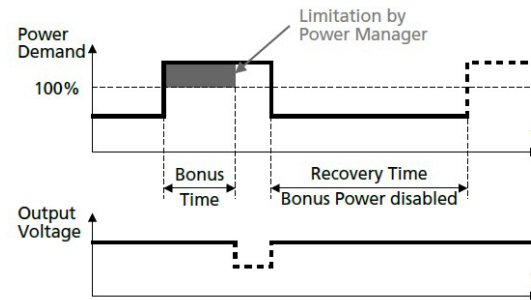 Limitation by
Power Manager
Power
Demand
100%
Bonus
Time
Recovery Time
Bonus Power disabled
Output
Voltage